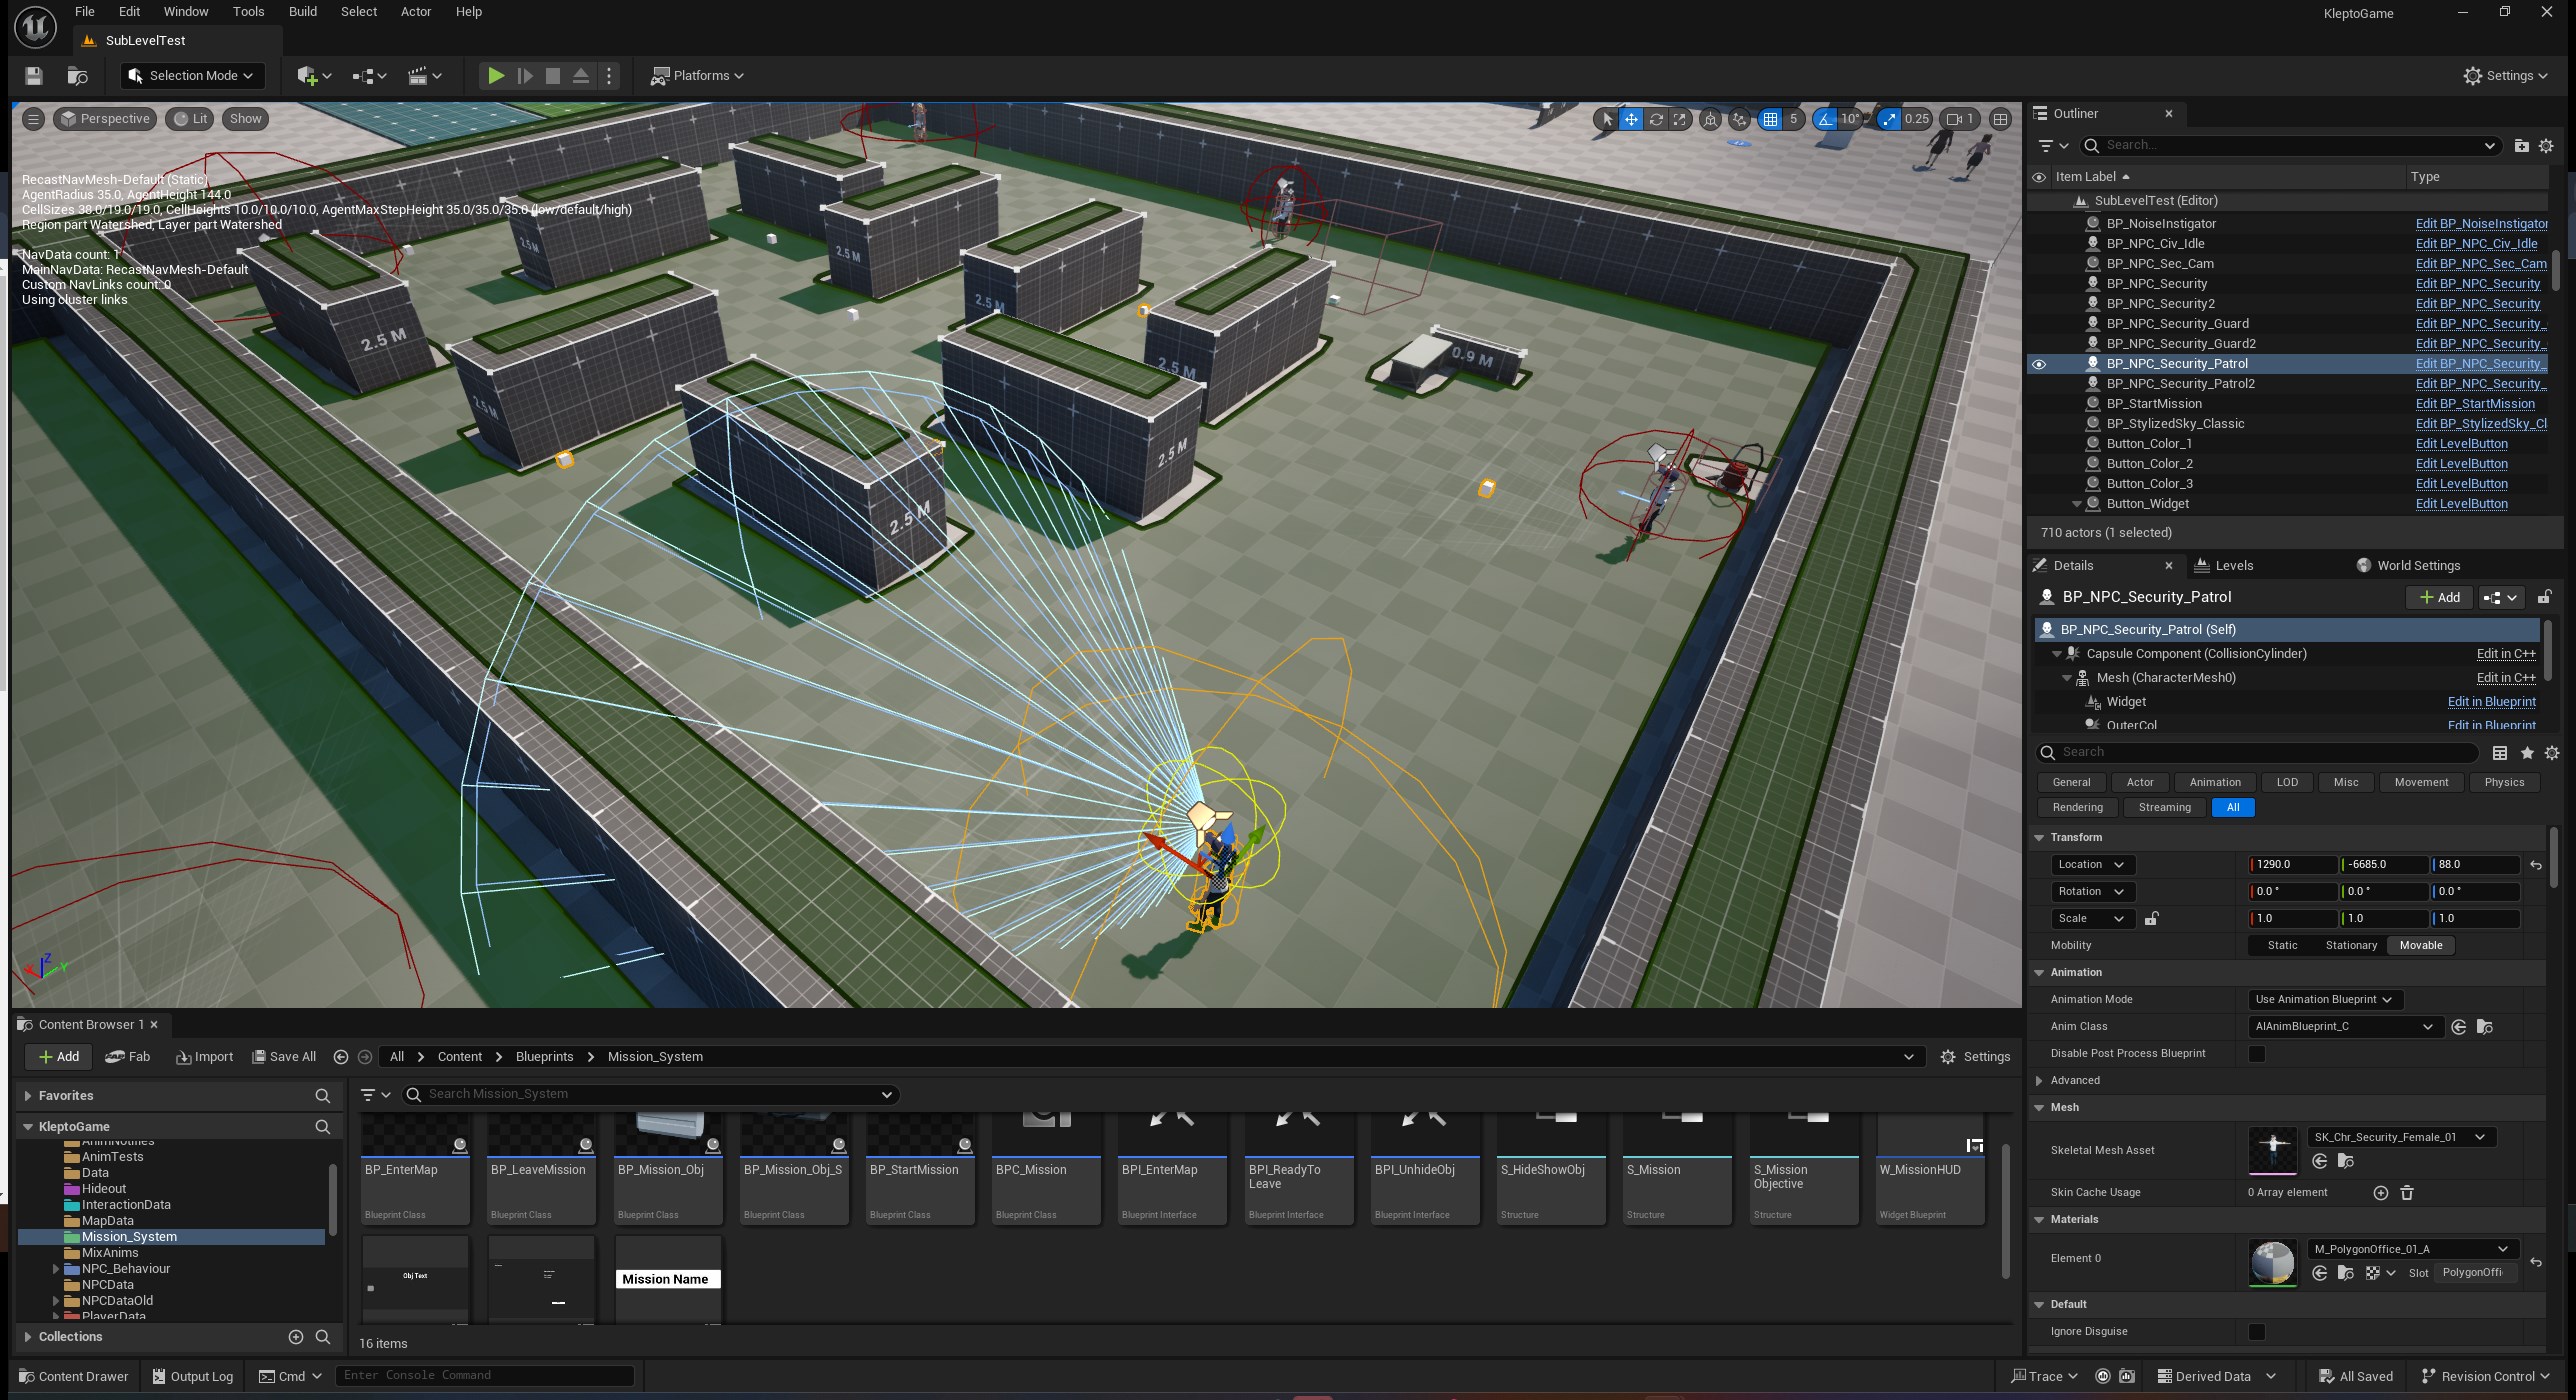 File Edit Window Tools Build Select Actor Help
KleptoGame
SubLevelTest
Selection Mode
Platforms
Settings
Perspective
Lit
Show
5
10°
0.25
1
RecastNavMesh-Default (Static)
AgentRadius 35.0, AgentHeight 144.0
CellSizes 38.0/19.0/19.0, CellHeights 10.0/10.0/10.0, AgentMaxStepHeight 35.0/35.0/35.0 (low/default/high)
Region part Watershed, Layer part Watershed
NavData count: 1
MainNavData: RecastNavMesh-Default
Custom NavLinks count: 0
Using cluster links
2.5 M
2.5 M
2.5 M
2.5 M
2.5 M
2.5 M
2.5 M
2.5 M
0.9 M
X Z Y
Outliner
Search...
Item Label
Type
SubLevelTest (Editor)
BP_NoiseInstigator Edit BP_NoiseInstigator
BP_NPC_Civ_Idle Edit BP_NPC_Civ_Idle
BP_NPC_Sec_Cam Edit BP_NPC_Sec_Cam
BP_NPC_Security Edit BP_NPC_Security
BP_NPC_Security2 Edit BP_NPC_Security
BP_NPC_Security_Guard Edit BP_NPC_Security_
BP_NPC_Security_Guard2 Edit BP_NPC_Security_
BP_NPC_Security_Patrol Edit BP_NPC_Security_
BP_NPC_Security_Patrol2 Edit BP_NPC_Security_
BP_StartMission Edit BP_StartMission
BP_StylizedSky_Classic Edit BP_StylizedSky_Cl
Button_Color_1 Edit LevelButton
Button_Color_2 Edit LevelButton
Button_Color_3 Edit LevelButton
Button_Widget Edit LevelButton
710 actors (1 selected)
Details
Levels
World Settings
BP_NPC_Security_Patrol
Add
BP_NPC_Security_Patrol (Self)
Capsule Component (CollisionCylinder) Edit in C++
Mesh (CharacterMesh0) Edit in C++
Widget Edit in Blueprint
OuterCol Edit in Blueprint
Search
General Actor Animation LOD Misc Movement Physics
Rendering Streaming All
Transform
Location 1290.0 -6685.0 88.0
Rotation 0.0 ° 0.0 ° 0.0 °
Scale 1.0 1.0 1.0
Mobility Static Stationary Movable
Animation
Animation Mode Use Animation Blueprint
Anim Class AIAnimBlueprint_C
Disable Post Process Blueprint
Advanced
Mesh
Skeletal Mesh Asset SK_Chr_Security_Female_01
Skin Cache Usage 0 Array element
Materials
Element 0 M_PolygonOffice_01_A
Slot PolygonOffi
Default
Ignore Disguise
Content Browser 1
Add
Fab
Import
Save All
All > Content > Blueprints > Mission_System
Settings
Favorites
KleptoGame
AnimNotifies
AnimTests
Data
Hideout
InteractionData
MapData
Mission_System
MixAnims
NPC_Behaviour
NPCData
NPCDataOld
PlayerData
Collections
Search Mission_System
BP_EnterMap
Blueprint Class
BP_LeaveMission
Blueprint Class
BP_Mission_Obj
Blueprint Class
BP_Mission_Obj_S
Blueprint Class
BP_StartMission
Blueprint Class
BPC_Mission
Blueprint Class
BPI_EnterMap
Blueprint Interface
BPI_ReadyTo
Leave
Blueprint Interface
BPI_UnhideObj
Blueprint Interface
S_HideShowObj
Structure
S_Mission
Structure
S_Mission
Objective
Structure
W_MissionHUD
Widget Blueprint
Obj Text
Mission Name
16 items
Content Drawer
Output Log
Cmd
Enter Console Command
Trace
Derived Data
All Saved
Revision Control